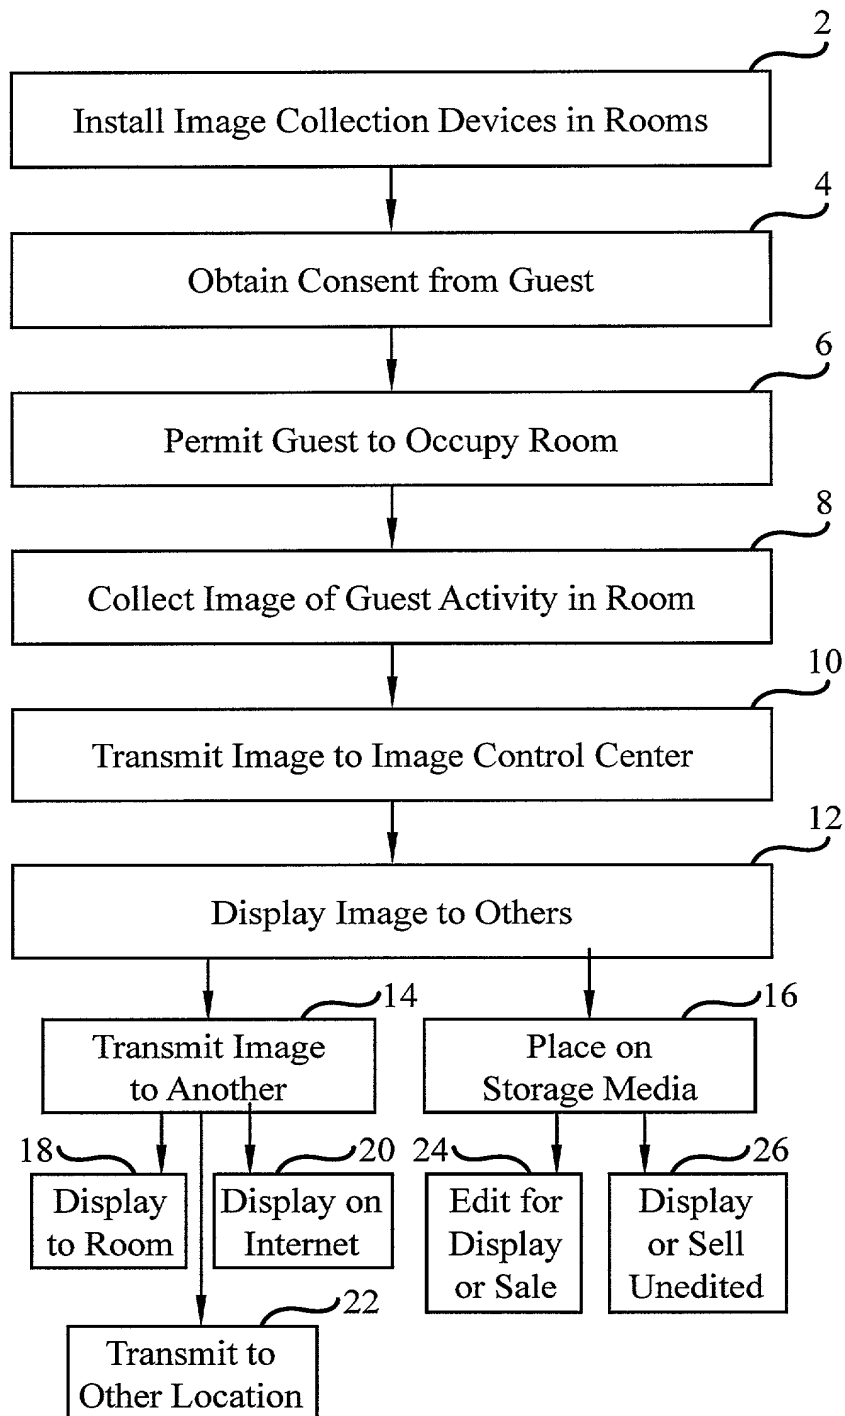 2
Install Image Collection Devices in Rooms
4
Obtain Consent from Guest
6
Permit Guest to Occupy Room
8
Collect Image of Guest Activity in Room
10
Transmit Image to Image Control Center
12
Display Image to Others
14
Transmit Image
to Another
16
Place on
Storage Media
18
Display
to Room
20
Display on
Internet
24
Edit for
Display
or Sale
26
Display
or Sell
Unedited
22
Transmit to
Other Location